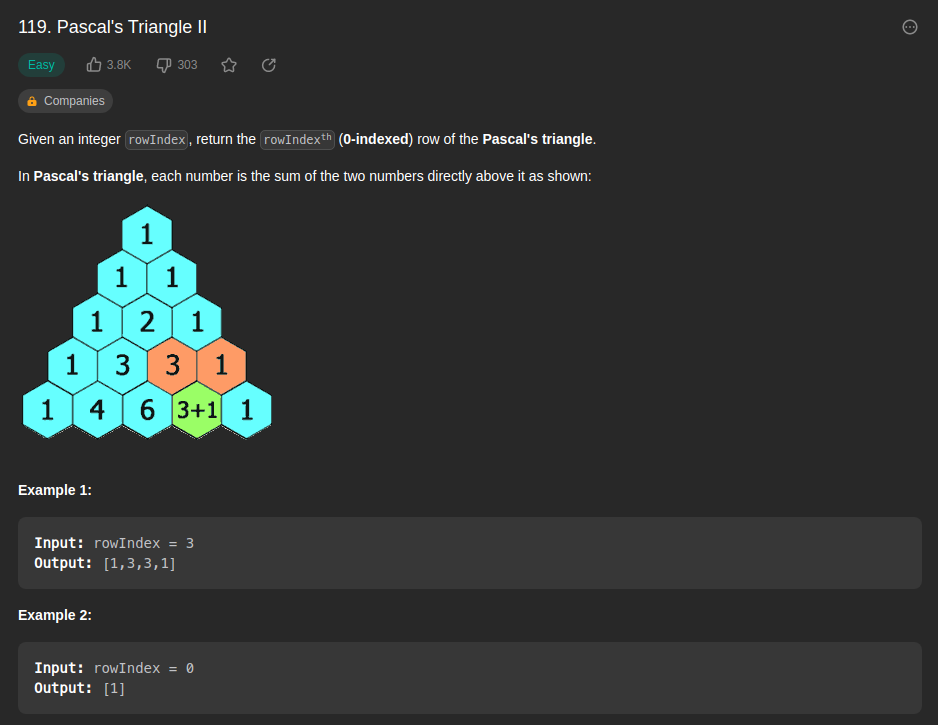 119. Pascal's Triangle II
Easy 3.8K 303
Companies
Given an integer rowIndex, return the rowIndexth (0-indexed) row of the Pascal's triangle.
In Pascal's triangle, each number is the sum of the two numbers directly above it as shown:
1
1 1
1 2 1
1 3 3 1
1 4 6 3+1 1
Example 1:
Input: rowIndex = 3
Output: [1,3,3,1]
Example 2:
Input: rowIndex = 0
Output: [1]